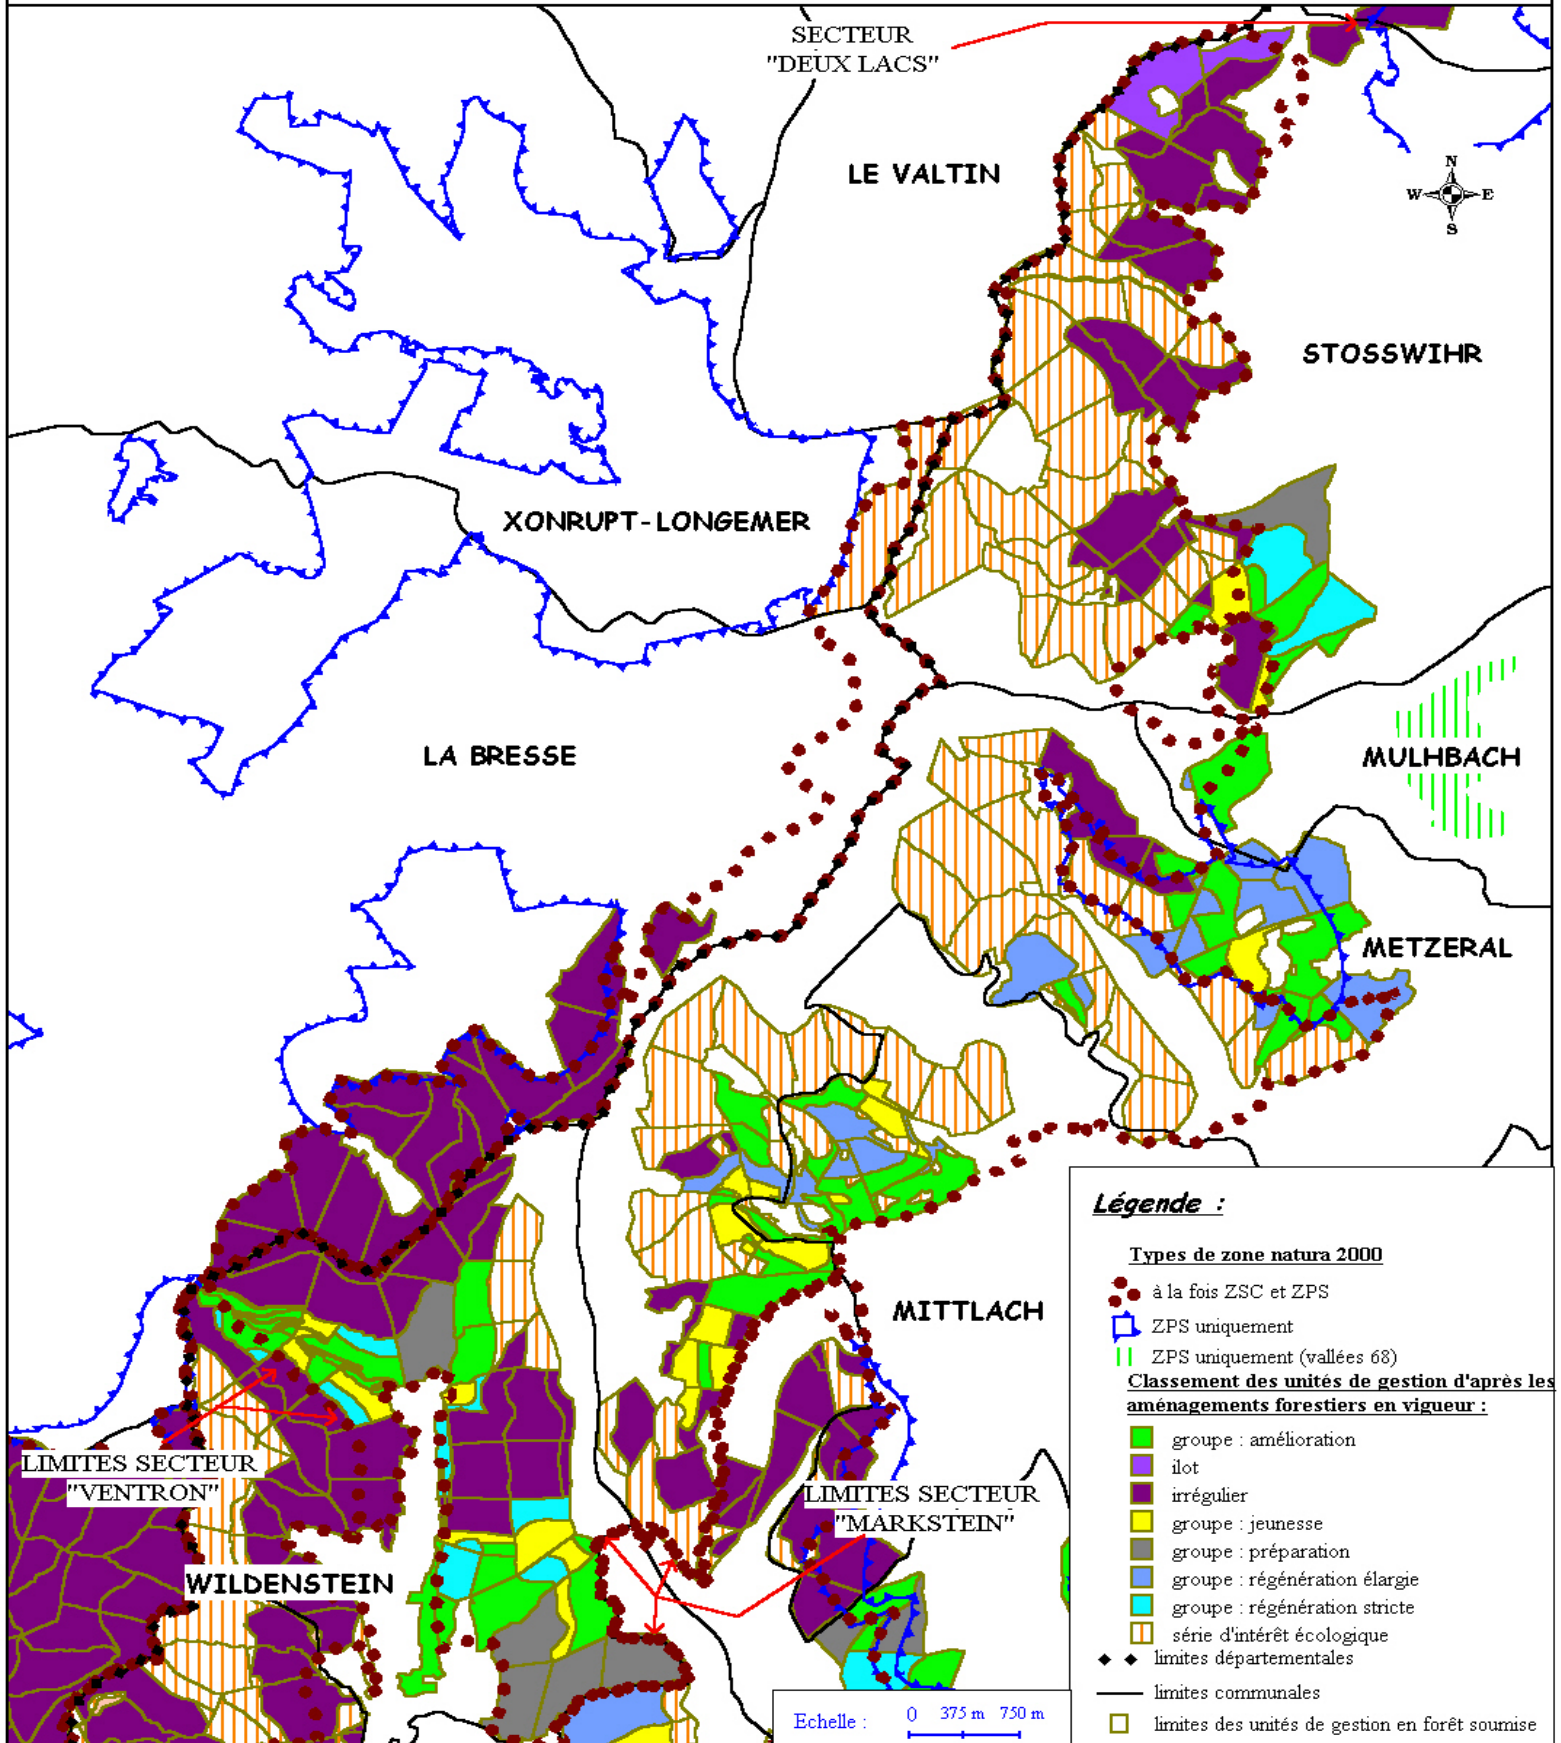 SECTEUR
"DEUX LACS"
LE VALTIN
N
W E
S
STOSSWIHR
XONRUPT-LONGEMER
LA BRESSE
MULHBACH
METZERAL
MITTLACH
LIMITES SECTEUR
"VENTRON"
LIMITES SECTEUR
"MARKSTEIN"
WILDENSTEIN
Légende :
Types de zone natura 2000
à la fois ZSC et ZPS
ZPS uniquement
ZPS uniquement (vallées 68)
Classement des unités de gestion d'après les
aménagements forestiers en vigueur :
groupe : amélioration
ilot
irrégulier
groupe : jeunesse
groupe : préparation
groupe : régénération élargie
groupe : régénération stricte
série d'intérêt écologique
limites départementales
limites communales
limites des unités de gestion en forêt soumise
Echelle : 0 375 m 750 m